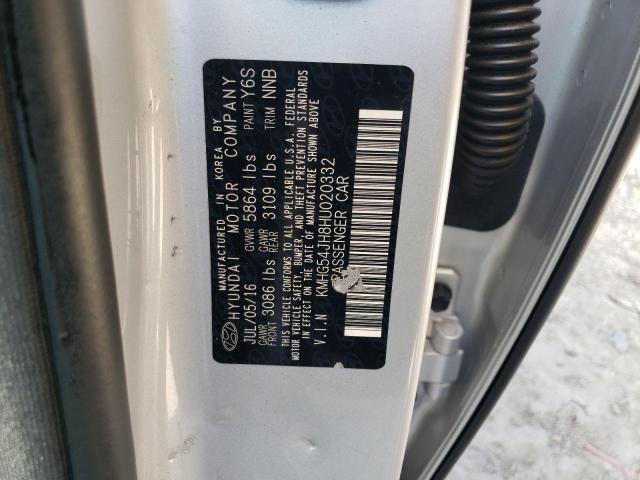 MANUFACTURED IN KOREA BY
HYUNDAI MOTOR COMPANY
JUL/05/16 GVWR 5864 lbs PAINT Y6S
GAWR FRONT 3086 lbs GAWR REAR 3109 lbs TRIM NNB
THIS VEHICLE CONFORMS TO ALL APPLICABLE U.S.A. FEDERAL
MOTOR VEHICLE SAFETY, BUMPER, AND THEFT PREVENTION STANDARDS
IN EFFECT ON THE DATE OF MANUFACTURE SHOWN ABOVE
V.I.N KMHG54JH8HU020332
PASSENGER CAR